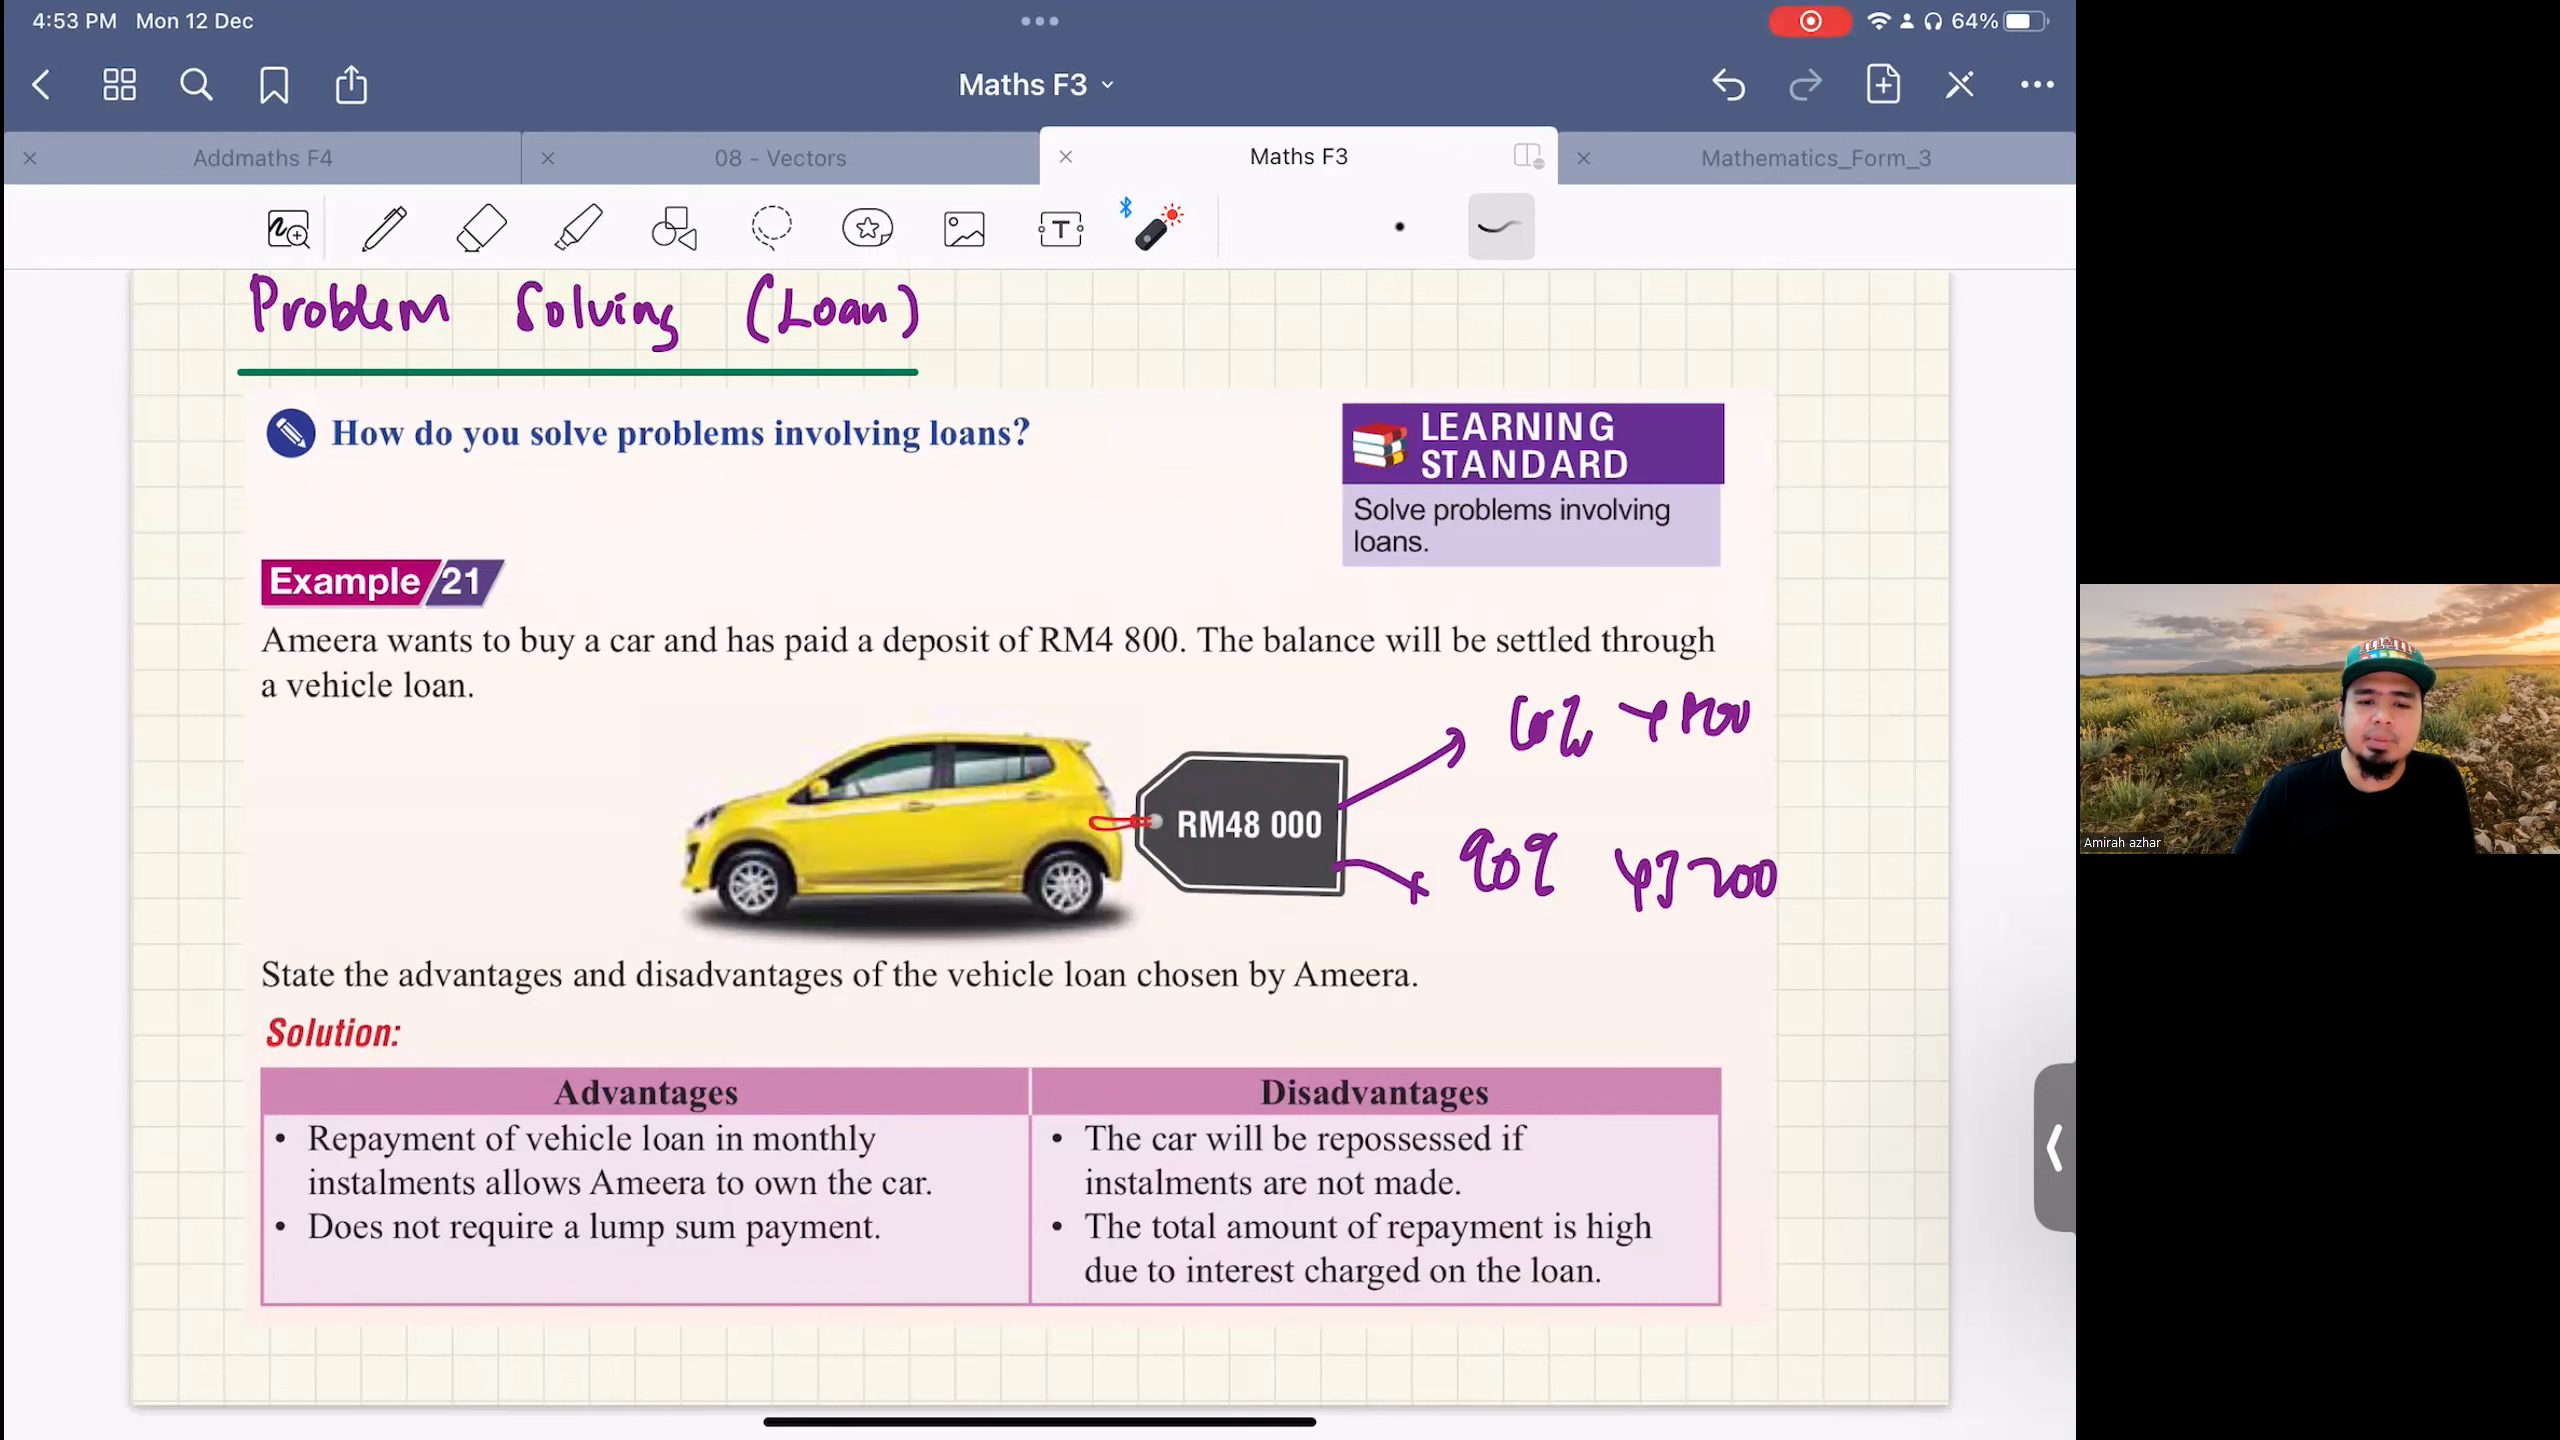 4:53 PM Mon 12 Dec
64%
Maths F3
Addmaths F4
08 - Vectors
Maths F3
Mathematics_Form_3
T
Problem Solving (Loan)
How do you solve problems involving loans?
LEARNING
STANDARD
Solve problems involving
loans.
Example 21
Ameera wants to buy a car and has paid a deposit of RM4 800. The balance will be settled through
a vehicle loan.
10% 4800
RM48 000
90% 43200
State the advantages and disadvantages of the vehicle loan chosen by Ameera.
Solution:
Advantages
• Repayment of vehicle loan in monthly
instalments allows Ameera to own the car.
• Does not require a lump sum payment.
Disadvantages
• The car will be repossessed if
instalments are not made.
• The total amount of repayment is high
due to interest charged on the loan.
Amirah azhar